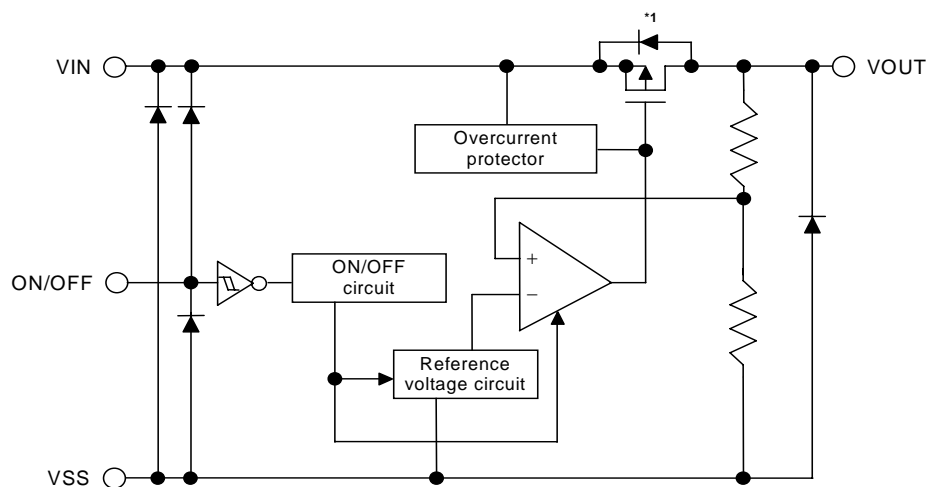 *1
VIN
VOUT
Overcurrent
protector
ON/OFF
ON/OFF
circuit
+
−
Reference
voltage circuit
VSS